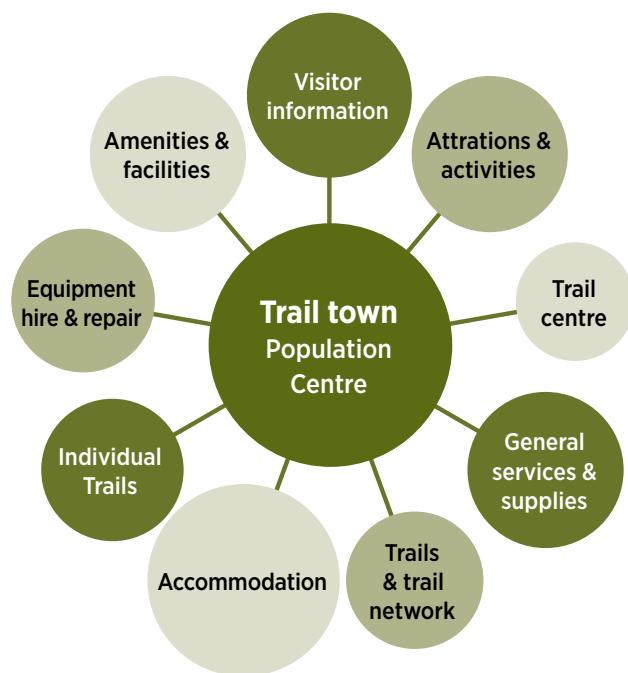 Visitor
information
Amenities &
facilities
Attrations &
activities
Equipment
hire & repair
Trail town
Population
Centre
Trail
centre
Individual
Trails
General
services &
supplies
Accommodation
Trails
& trail
network